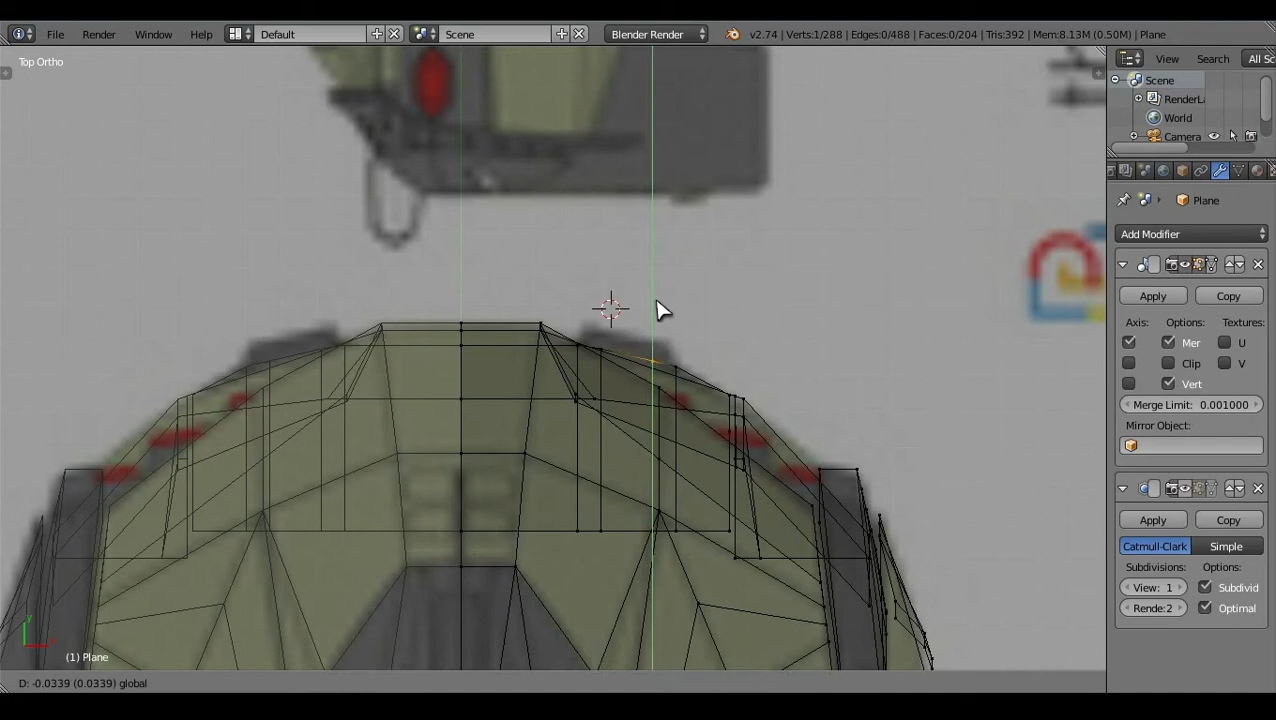 File Render Window Help Default Scene Blender Render v2.74 | Verts:1/288 | Edges:0/488 | Faces:0/204 | Tris:392 | Mem:8.13M (0.50M) | Plane
Top Ortho
View Search All Sc
Scene
RenderLa
World
Camera
Plane
Add Modifier
Apply Copy
Axis: Options: Textures:
Mer U
Clip V
Vert
Merge Limit: 0.001000
Mirror Object:
Apply Copy
Catmull-Clark Simple
Subdivisions: Options:
View: 1 Subdivid
Rende:2 Optimal
(1) Plane
D: -0.0339 (0.0339) global